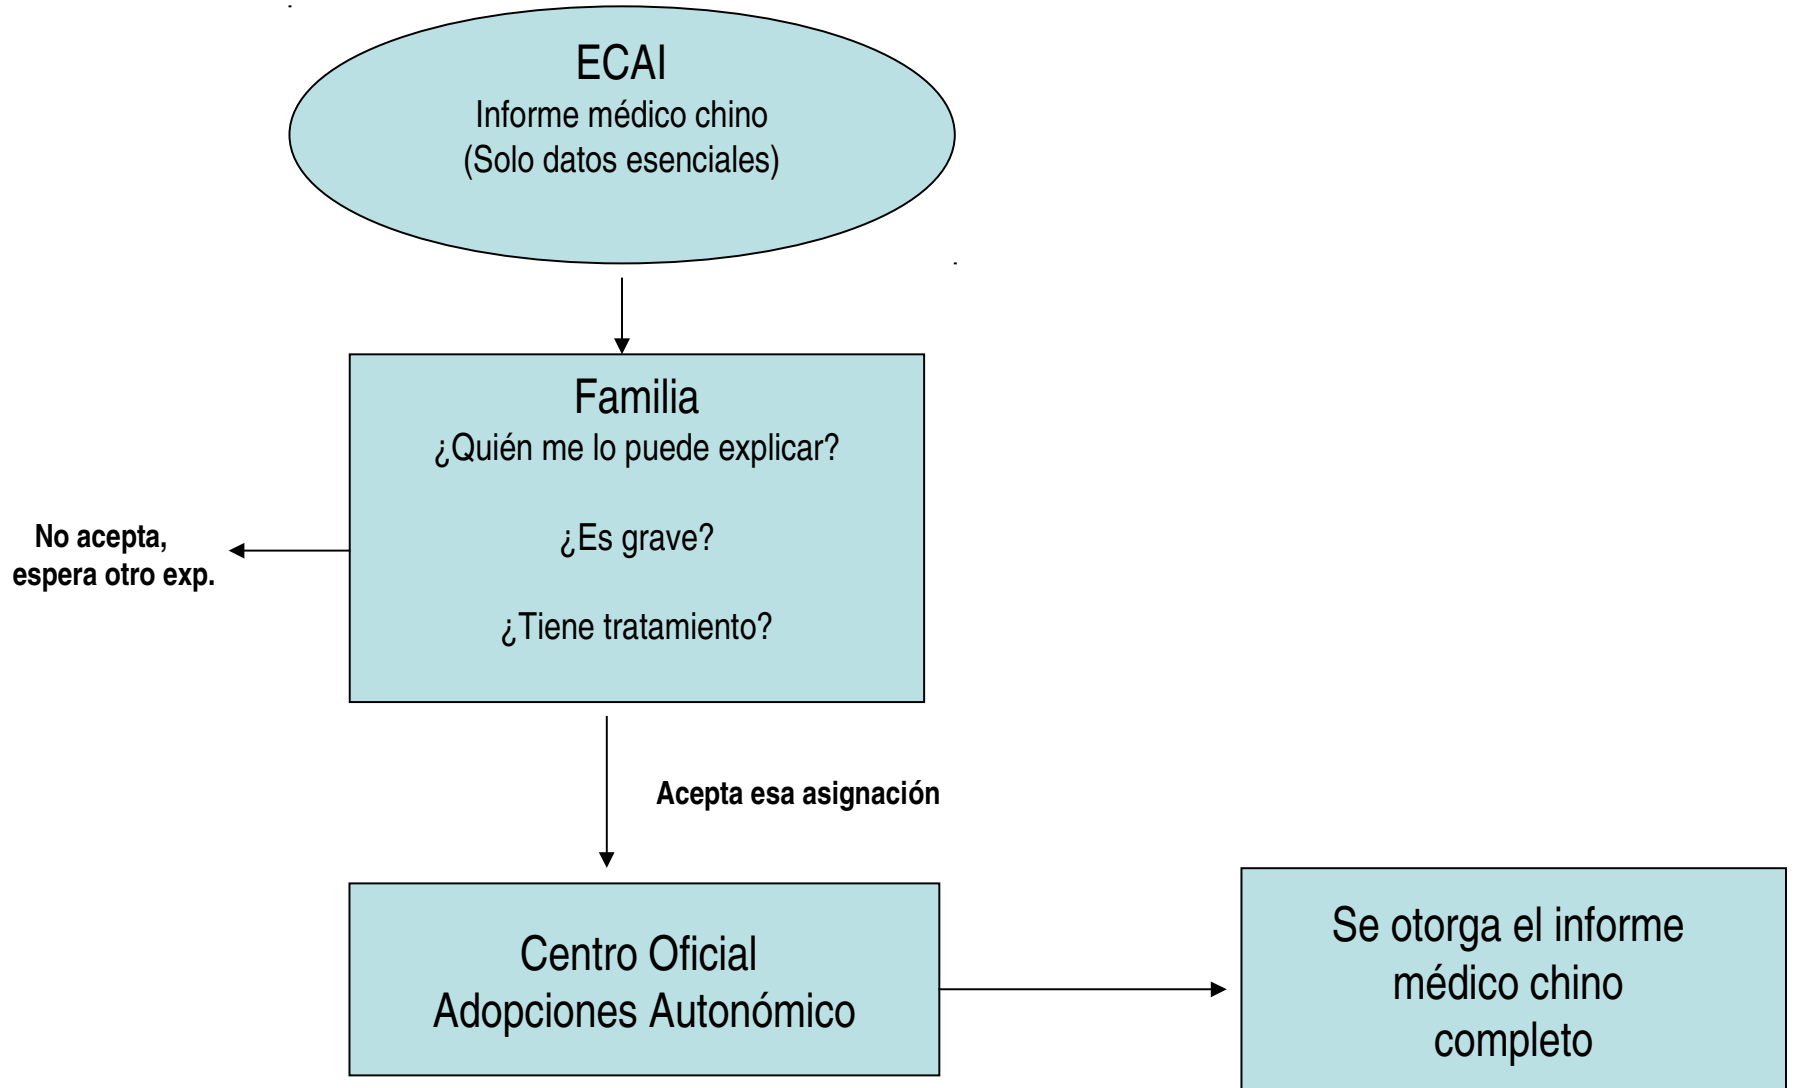 ECAI
Informe médico chino
(Solo datos esenciales)
Familia
¿Quién me lo puede explicar?
¿Es grave?
¿Tiene tratamiento?
No acepta,
espera otro exp.
Acepta esa asignación
Centro Oficial
Adopciones Autonómico
Se otorga el informe
médico chino
completo